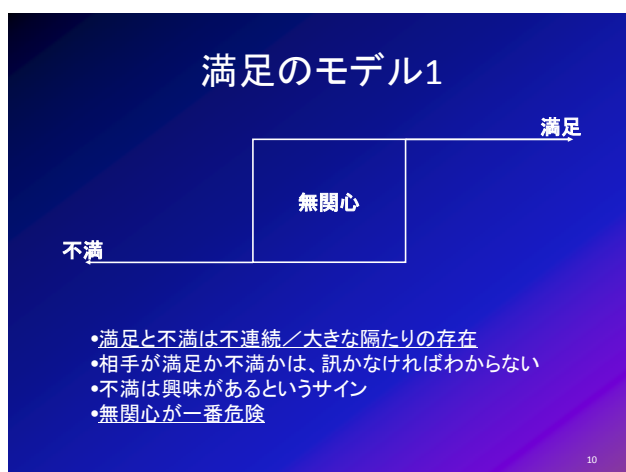 満足のモデル1
満足
無関心
不満
•満足と不満は不連続／大きな隔たりの存在
•相手が満足か不満かは、訊かなければわからない
•不満は興味があるというサイン
•無関心が一番危険
10